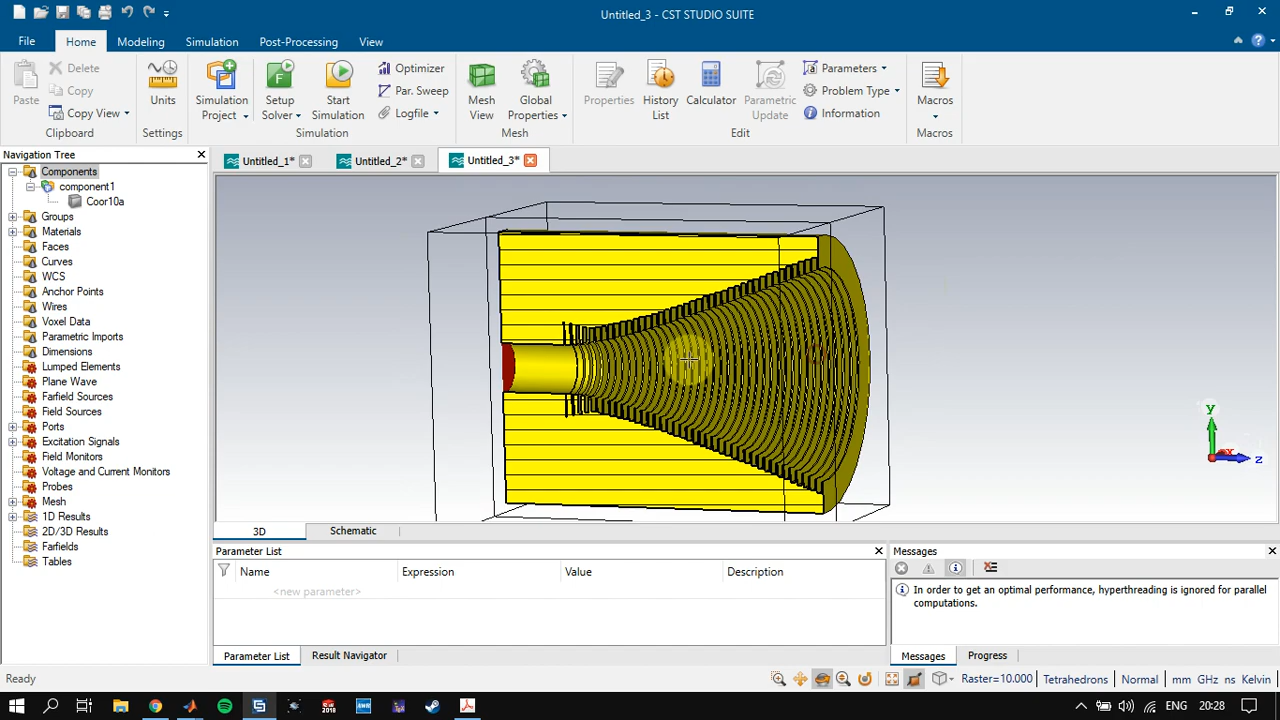 Untitled_3 - CST STUDIO SUITE
File Home Modeling Simulation Post-Processing View
Paste
Delete
Copy
Copy View
Clipboard
Units
Settings
Simulation Project
Setup Solver
Start Simulation
Optimizer
Par. Sweep
Logfile
Simulation
Mesh View
Global Properties
Mesh
Properties
History List
Calculator
Parametric Update
Parameters
Problem Type
Information
Edit
Macros
Macros
Navigation Tree
Untitled_1* Untitled_2* Untitled_3*
Components
component1
Coor10a
Groups
Materials
Faces
Curves
WCS
Anchor Points
Wires
Voxel Data
Parametric Imports
Dimensions
Lumped Elements
Plane Wave
Farfield Sources
Field Sources
Ports
Excitation Signals
Field Monitors
Voltage and Current Monitors
Probes
Mesh
1D Results
2D/3D Results
Farfields
Tables
y
x
z
3D Schematic
Parameter List
Name Expression Value Description
<new parameter>
Parameter List Result Navigator
Messages
In order to get an optimal performance, hyperthreading is ignored for parallel
computations.
Messages Progress
Ready
Raster=10.000 Tetrahedrons Normal mm GHz ns Kelvin
ENG 20:28